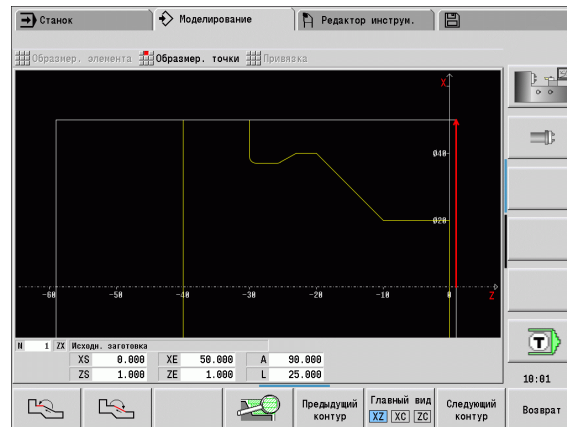 Станок Моделирование Редактор инструм.
Образмер. элемента Образмер. точки Привязка
X
Ø40
Ø20
-60 -50 -40 -30 -20 -10 0 Z
N 1 ZX Исходн. заготовка
XS 0.000 XE 50.000 A 90.000
ZS 1.000 ZE 1.000 L 25.000
T
10:01
Предыдущий контур
Главный вид
XZ XC ZC
Следующий контур
Возврат